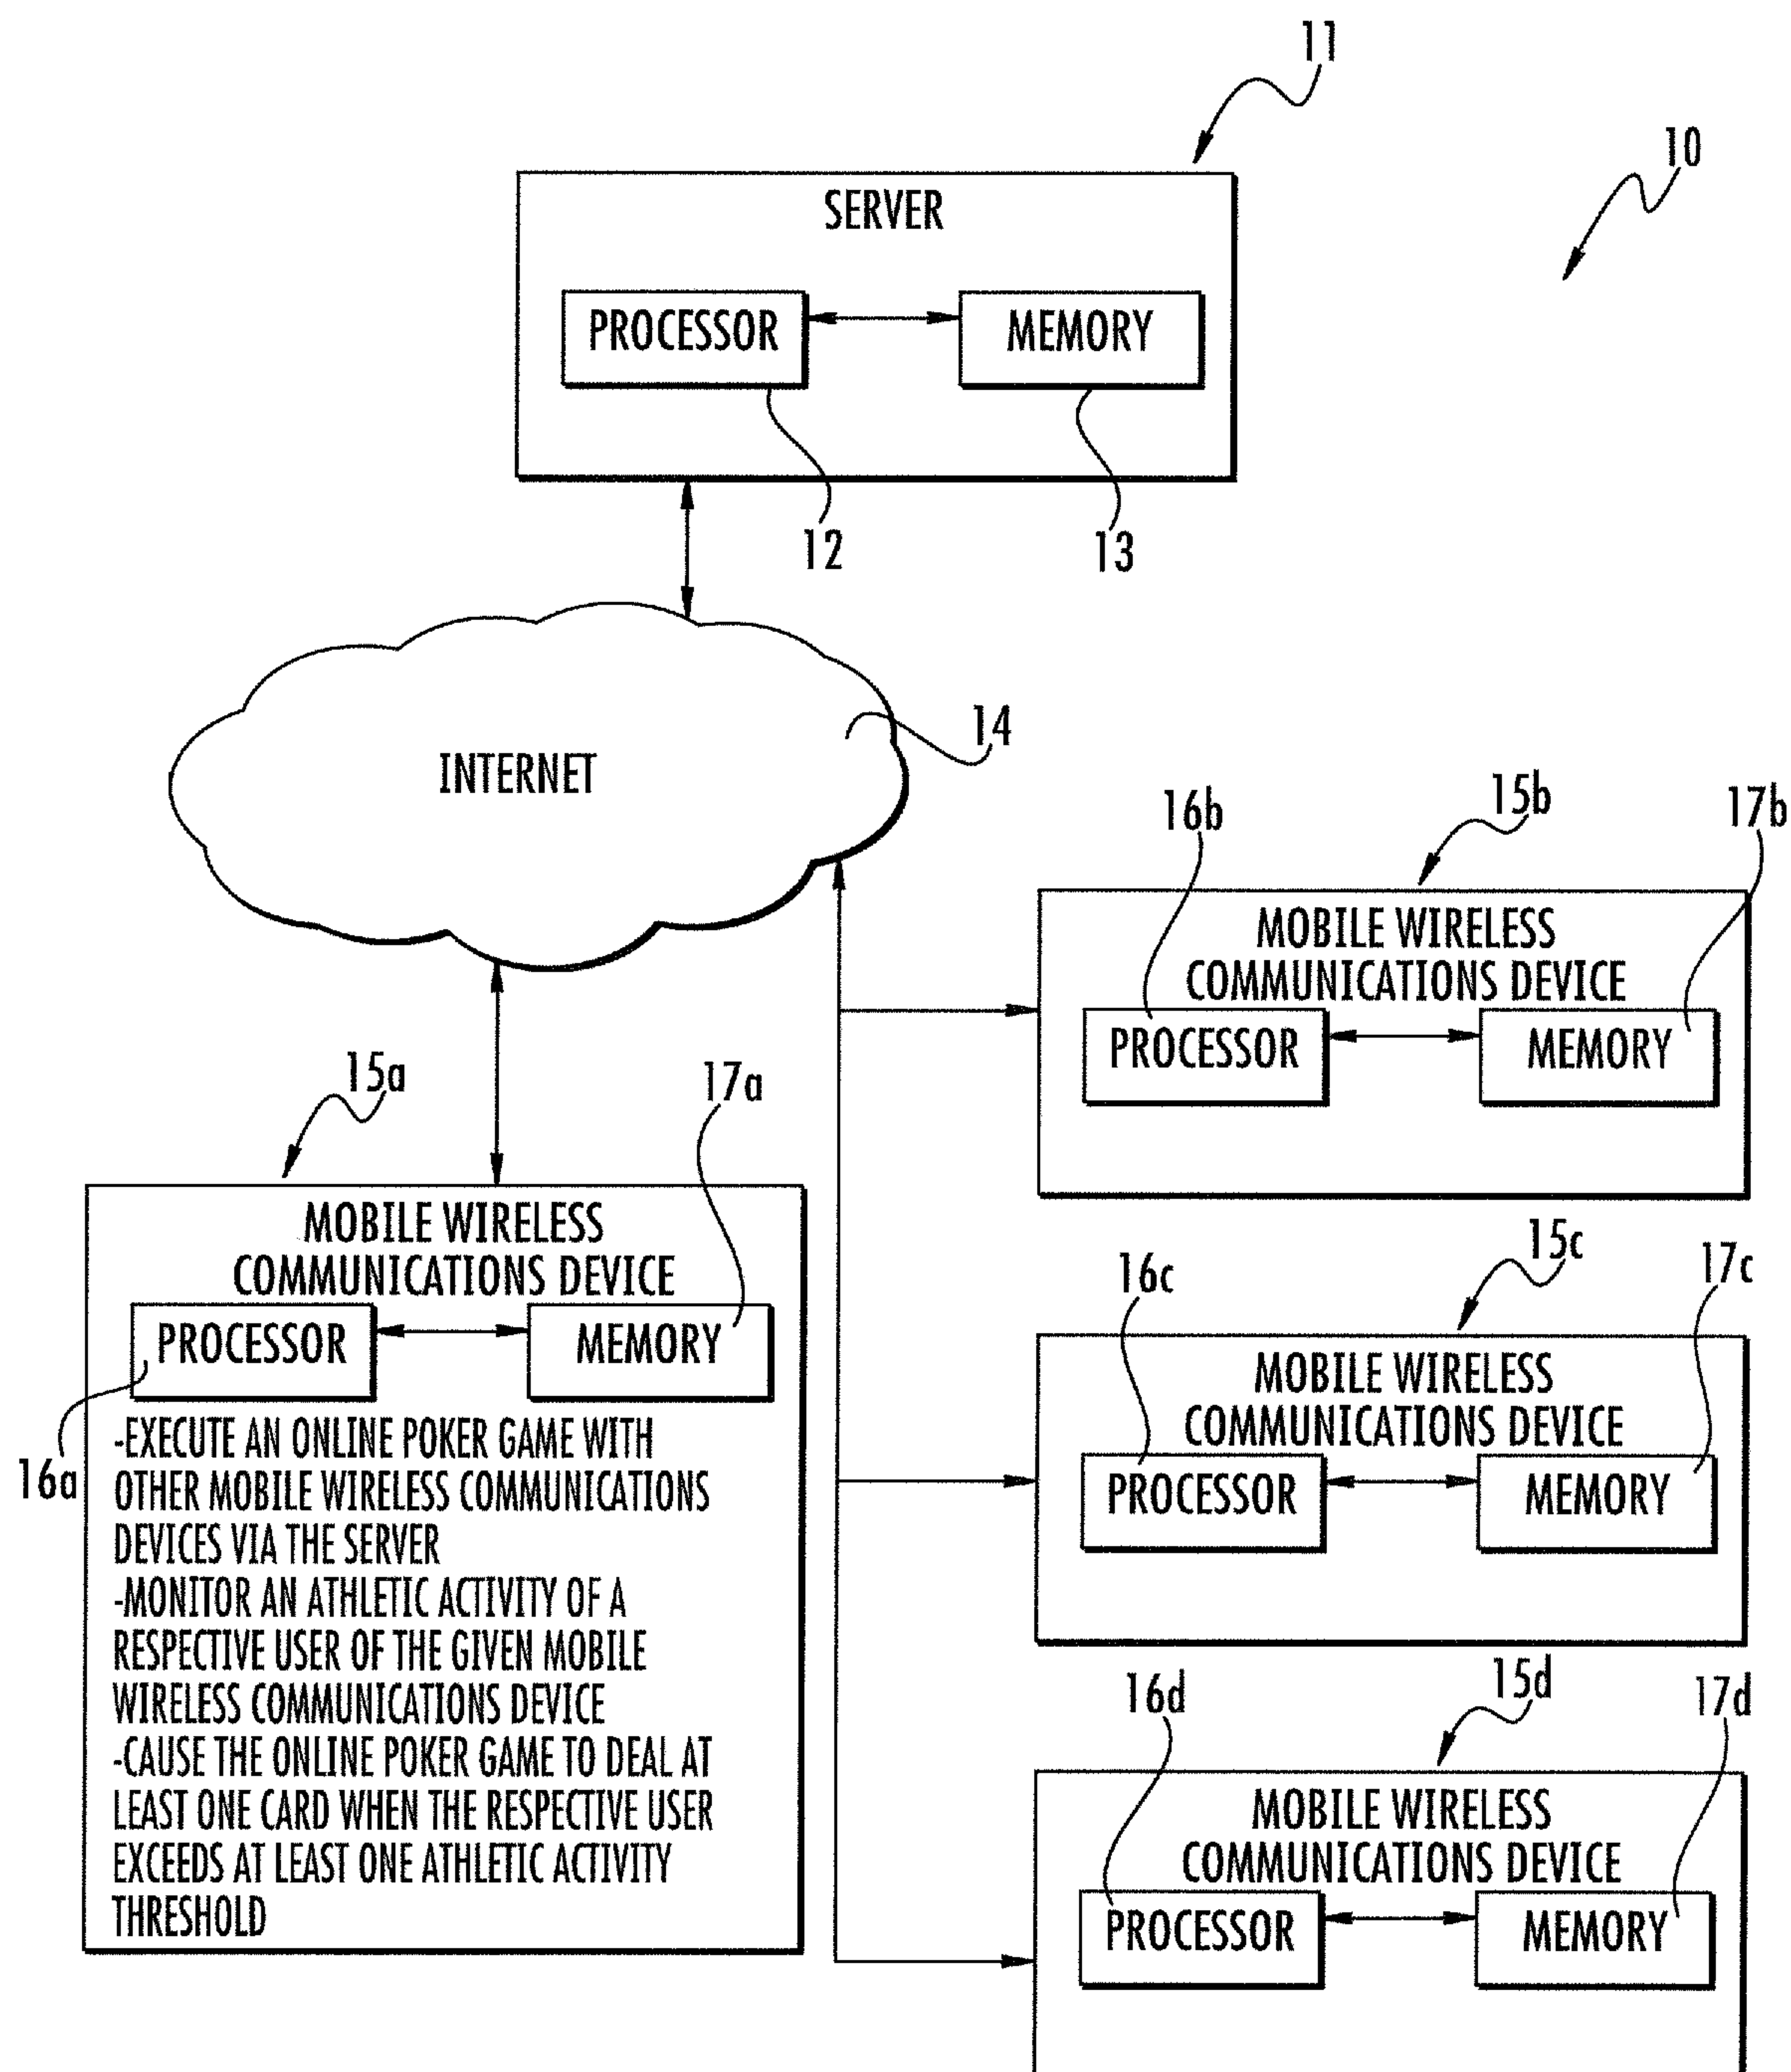 11
10
SERVER
PROCESSOR
MEMORY
12
13
14
INTERNET
15b
16b
17b
MOBILE WIRELESS
COMMUNICATIONS DEVICE
PROCESSOR
MEMORY
15a
17a
MOBILE WIRELESS
COMMUNICATIONS DEVICE
PROCESSOR
MEMORY
16a
-EXECUTE AN ONLINE POKER GAME WITH
OTHER MOBILE WIRELESS COMMUNICATIONS
DEVICES VIA THE SERVER
-MONITOR AN ATHLETIC ACTIVITY OF A
RESPECTIVE USER OF THE GIVEN MOBILE
WIRELESS COMMUNICATIONS DEVICE
-CAUSE THE ONLINE POKER GAME TO DEAL AT
LEAST ONE CARD WHEN THE RESPECTIVE USER
EXCEEDS AT LEAST ONE ATHLETIC ACTIVITY
THRESHOLD
15c
16c
17c
MOBILE WIRELESS
COMMUNICATIONS DEVICE
PROCESSOR
MEMORY
15d
16d
17d
MOBILE WIRELESS
COMMUNICATIONS DEVICE
PROCESSOR
MEMORY